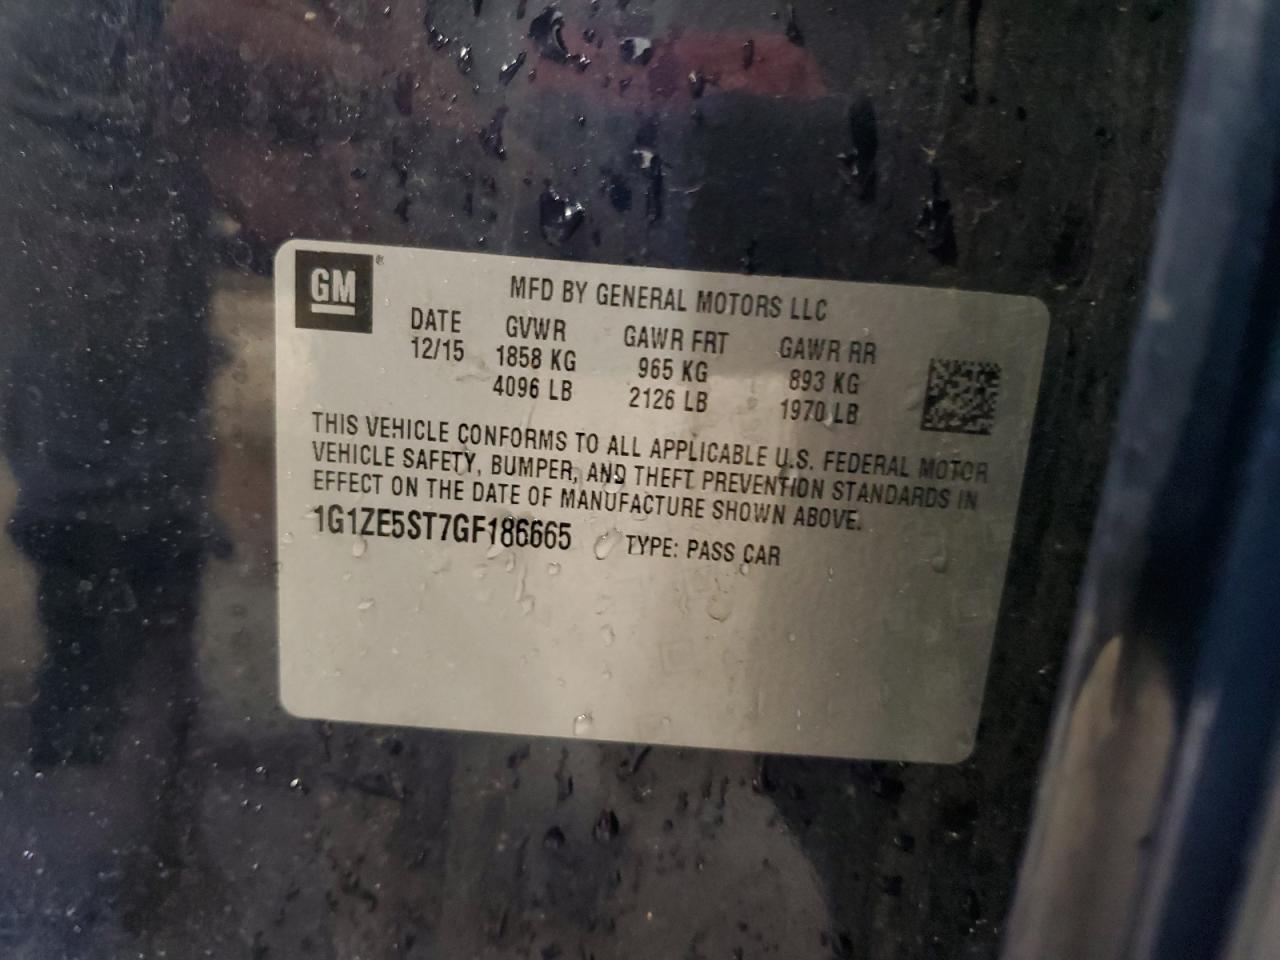 GM ®
MFD BY GENERAL MOTORS LLC
DATE GVWR GAWR FRT GAWR RR
12/15 1858 KG 965 KG 893 KG
4096 LB 2126 LB 1970 LB
THIS VEHICLE CONFORMS TO ALL APPLICABLE U.S. FEDERAL MOTOR
VEHICLE SAFETY, BUMPER, AND THEFT PREVENTION STANDARDS IN
EFFECT ON THE DATE OF MANUFACTURE SHOWN ABOVE.
1G1ZE5ST7GF186665 TYPE: PASS CAR